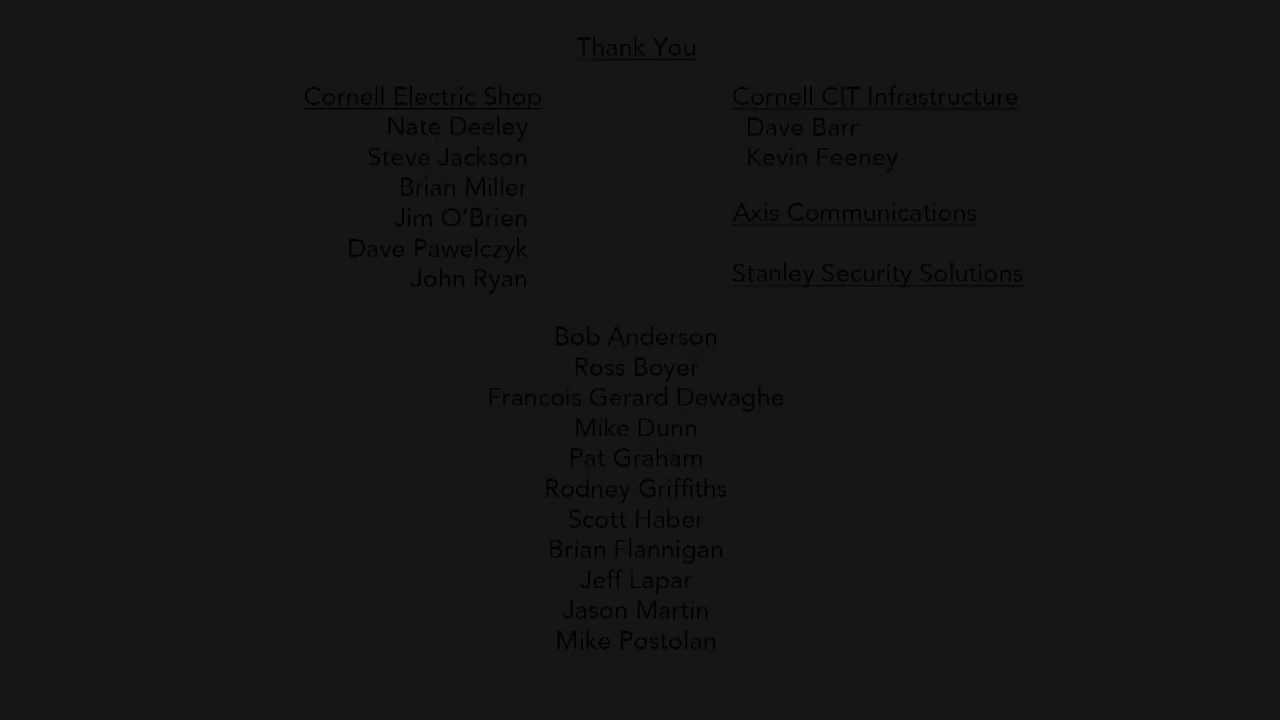 Thank You
Cornell Electric Shop
Nate Deeley
Steve Jackson
Brian Miller
Jim O’Brien
Dave Pawelczyk
John Ryan
Cornell CIT Infrastructure
Dave Barr
Kevin Feeney
Axis Communications
Stanley Security Solutions
Bob Anderson
Ross Boyer
Francois Gerard Dewaghe
Mike Dunn
Pat Graham
Rodney Griffiths
Scott Haber
Brian Flannigan
Jeff Lapar
Jason Martin
Mike Postolan